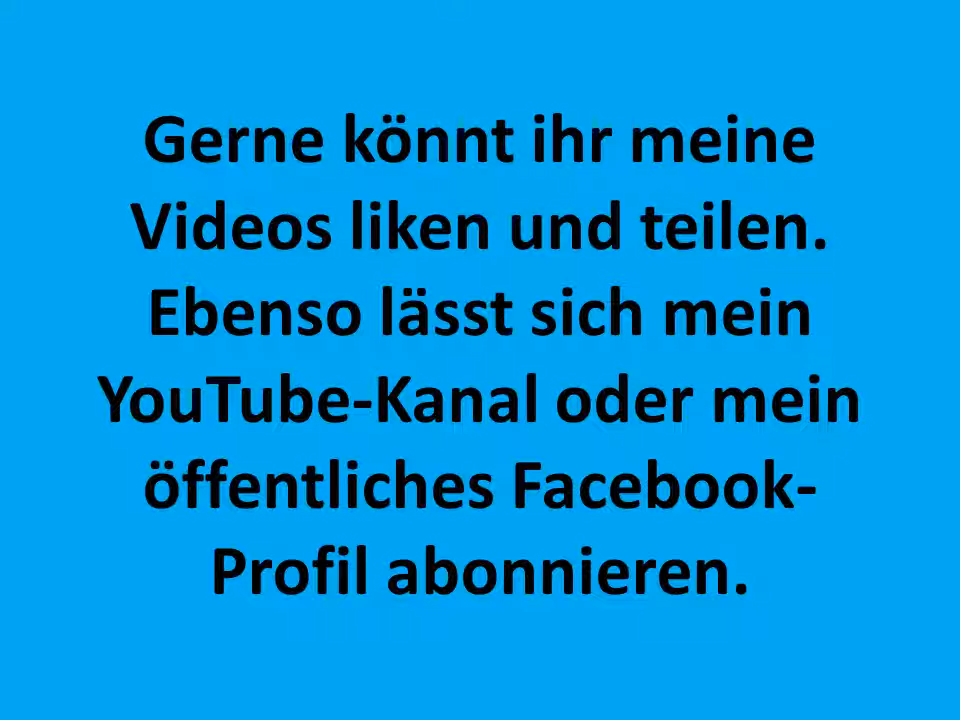 Gerne könnt ihr meine
Videos liken und teilen.
Ebenso lässt sich mein
YouTube-Kanal oder mein
öffentliches Facebook-
Profil abonnieren.